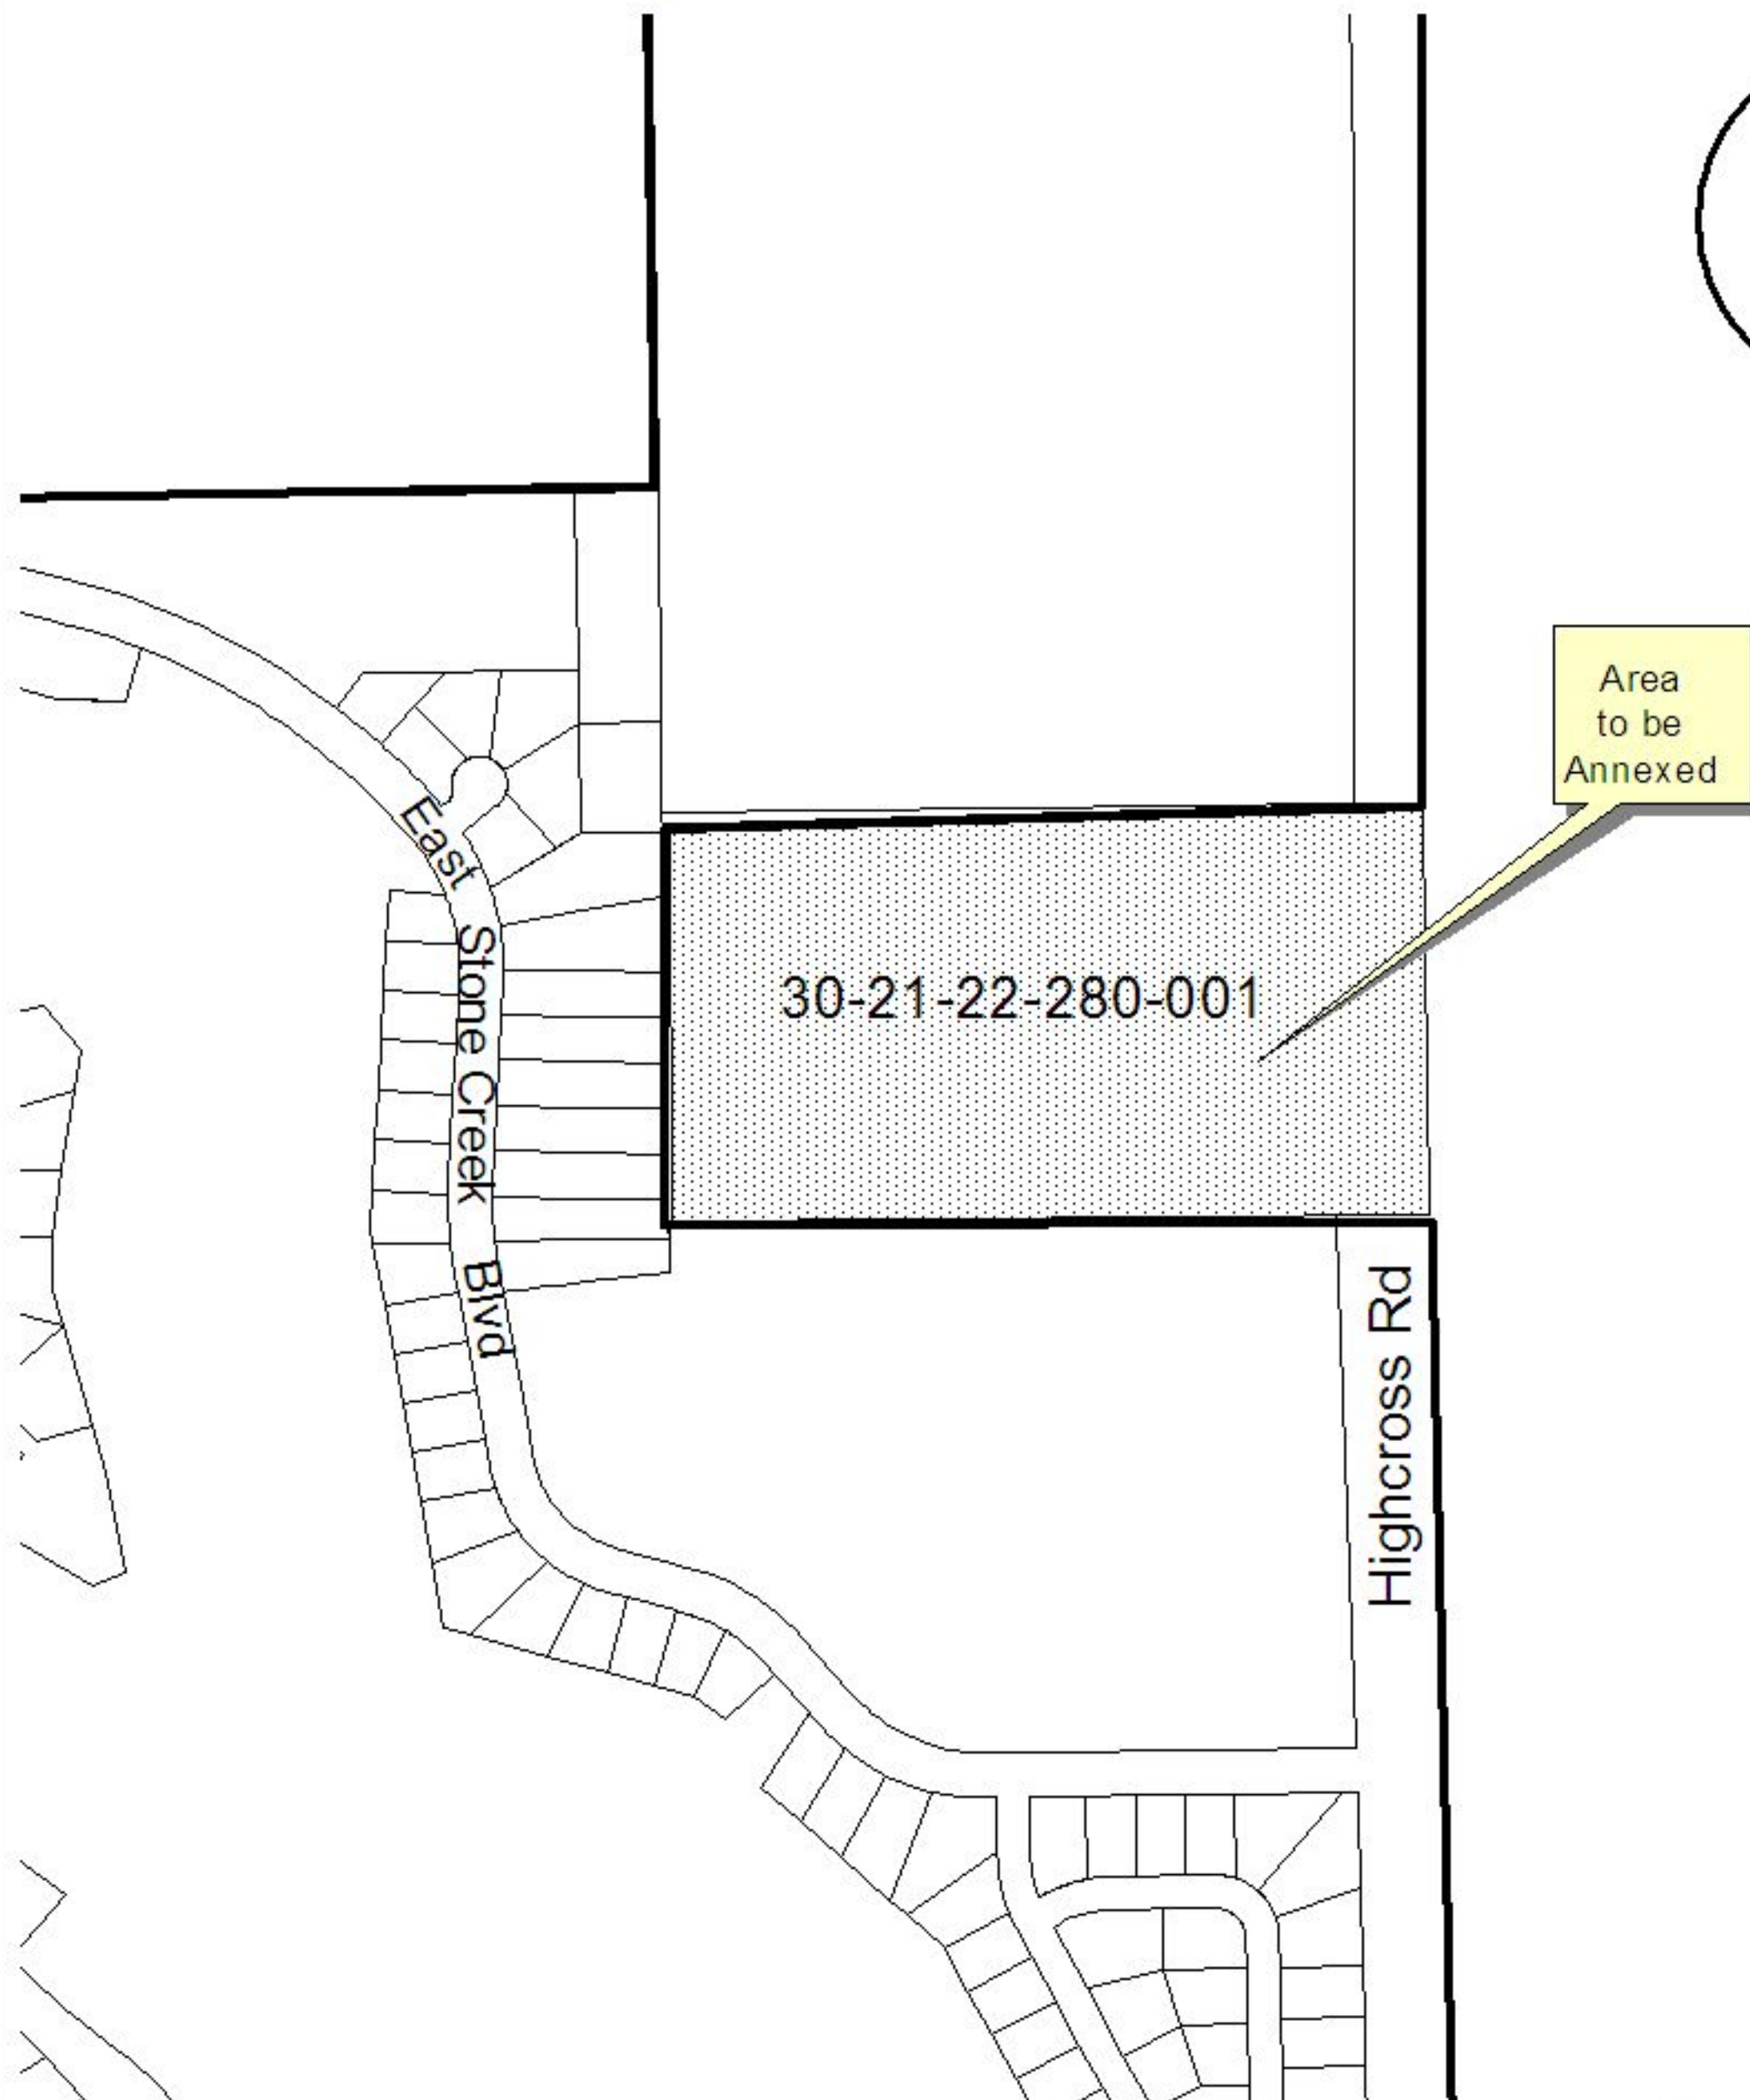 Area
to be
Annexed
East
30-21-22-280-001
Stone Creek
Blvd
Highcross Rd